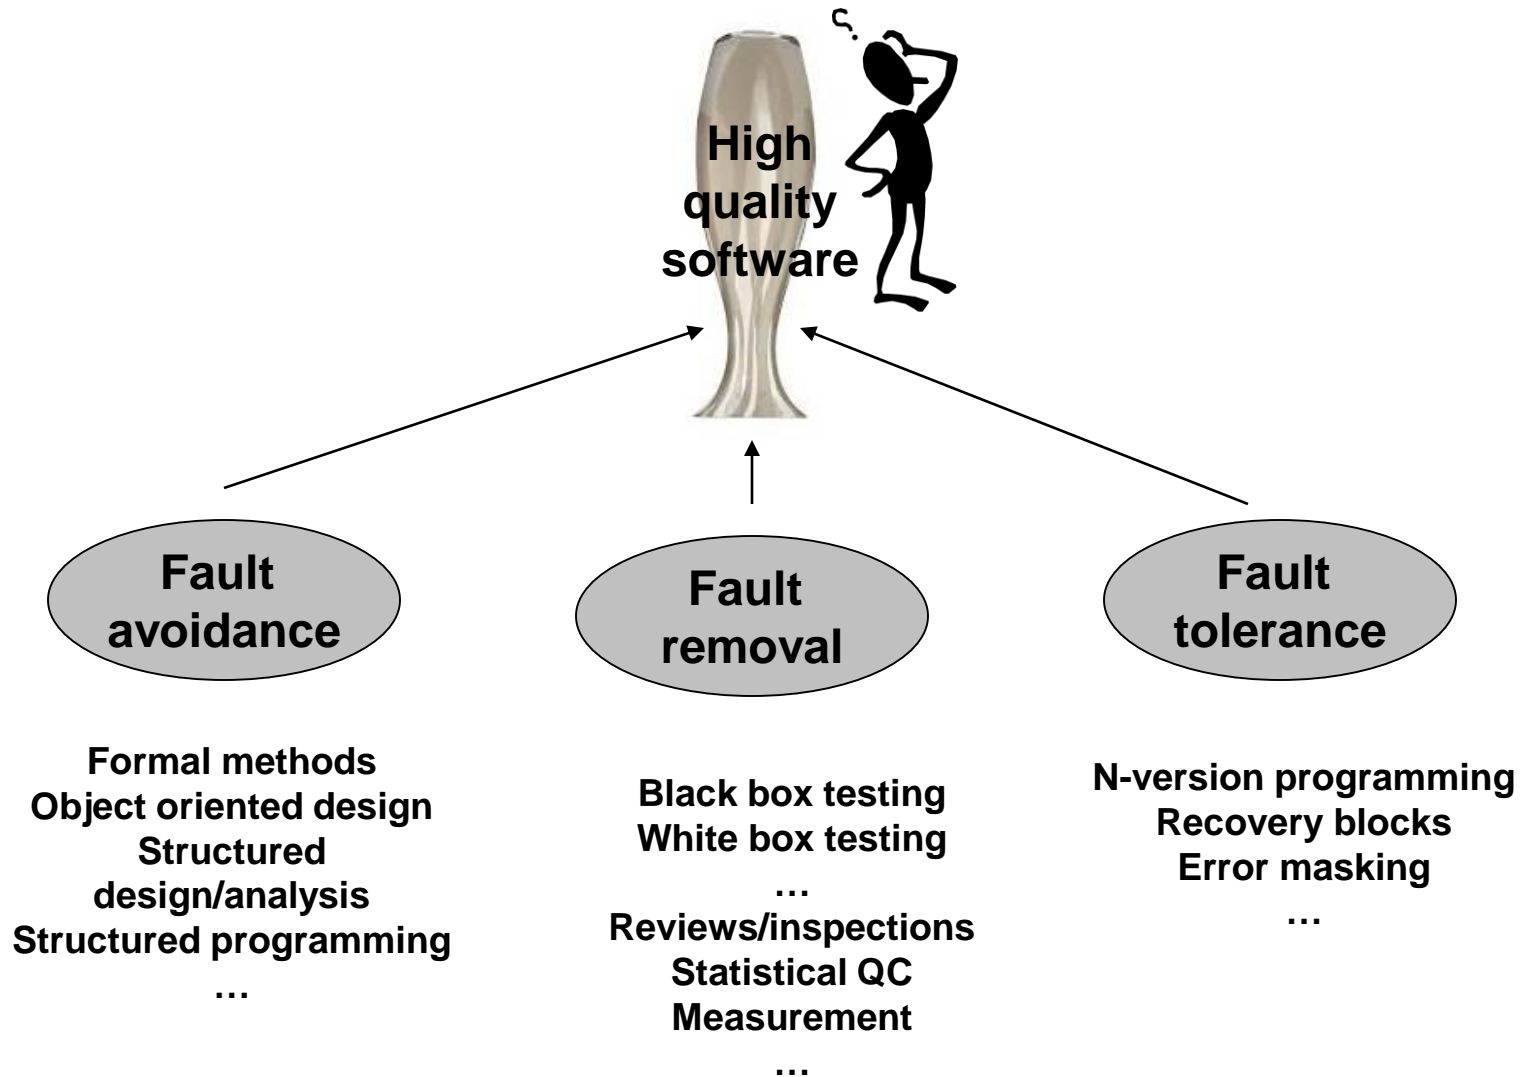 High
quality
software
Fault
avoidance
Formal methods
Object oriented design
Structured
design/analysis
Structured programming
…
Fault
removal
Black box testing
White box testing
…
Reviews/inspections
Statistical QC
Measurement
…
Fault
tolerance
N-version programming
Recovery blocks
Error masking
…